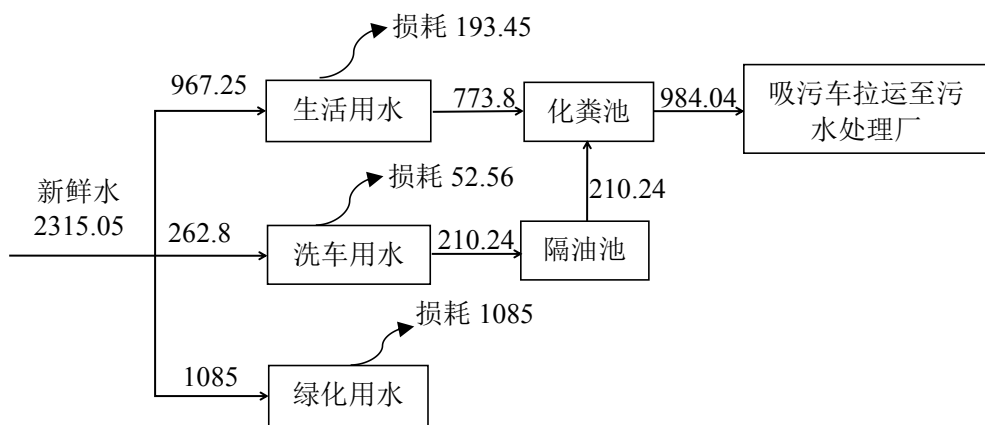 损耗 193.45
967.25
生活用水
773.8
化粪池
984.04
吸污车拉运至污
水处理厂
新鲜水
2315.05
损耗 52.56
210.24
262.8
洗车用水
210.24
隔油池
损耗 1085
1085
绿化用水